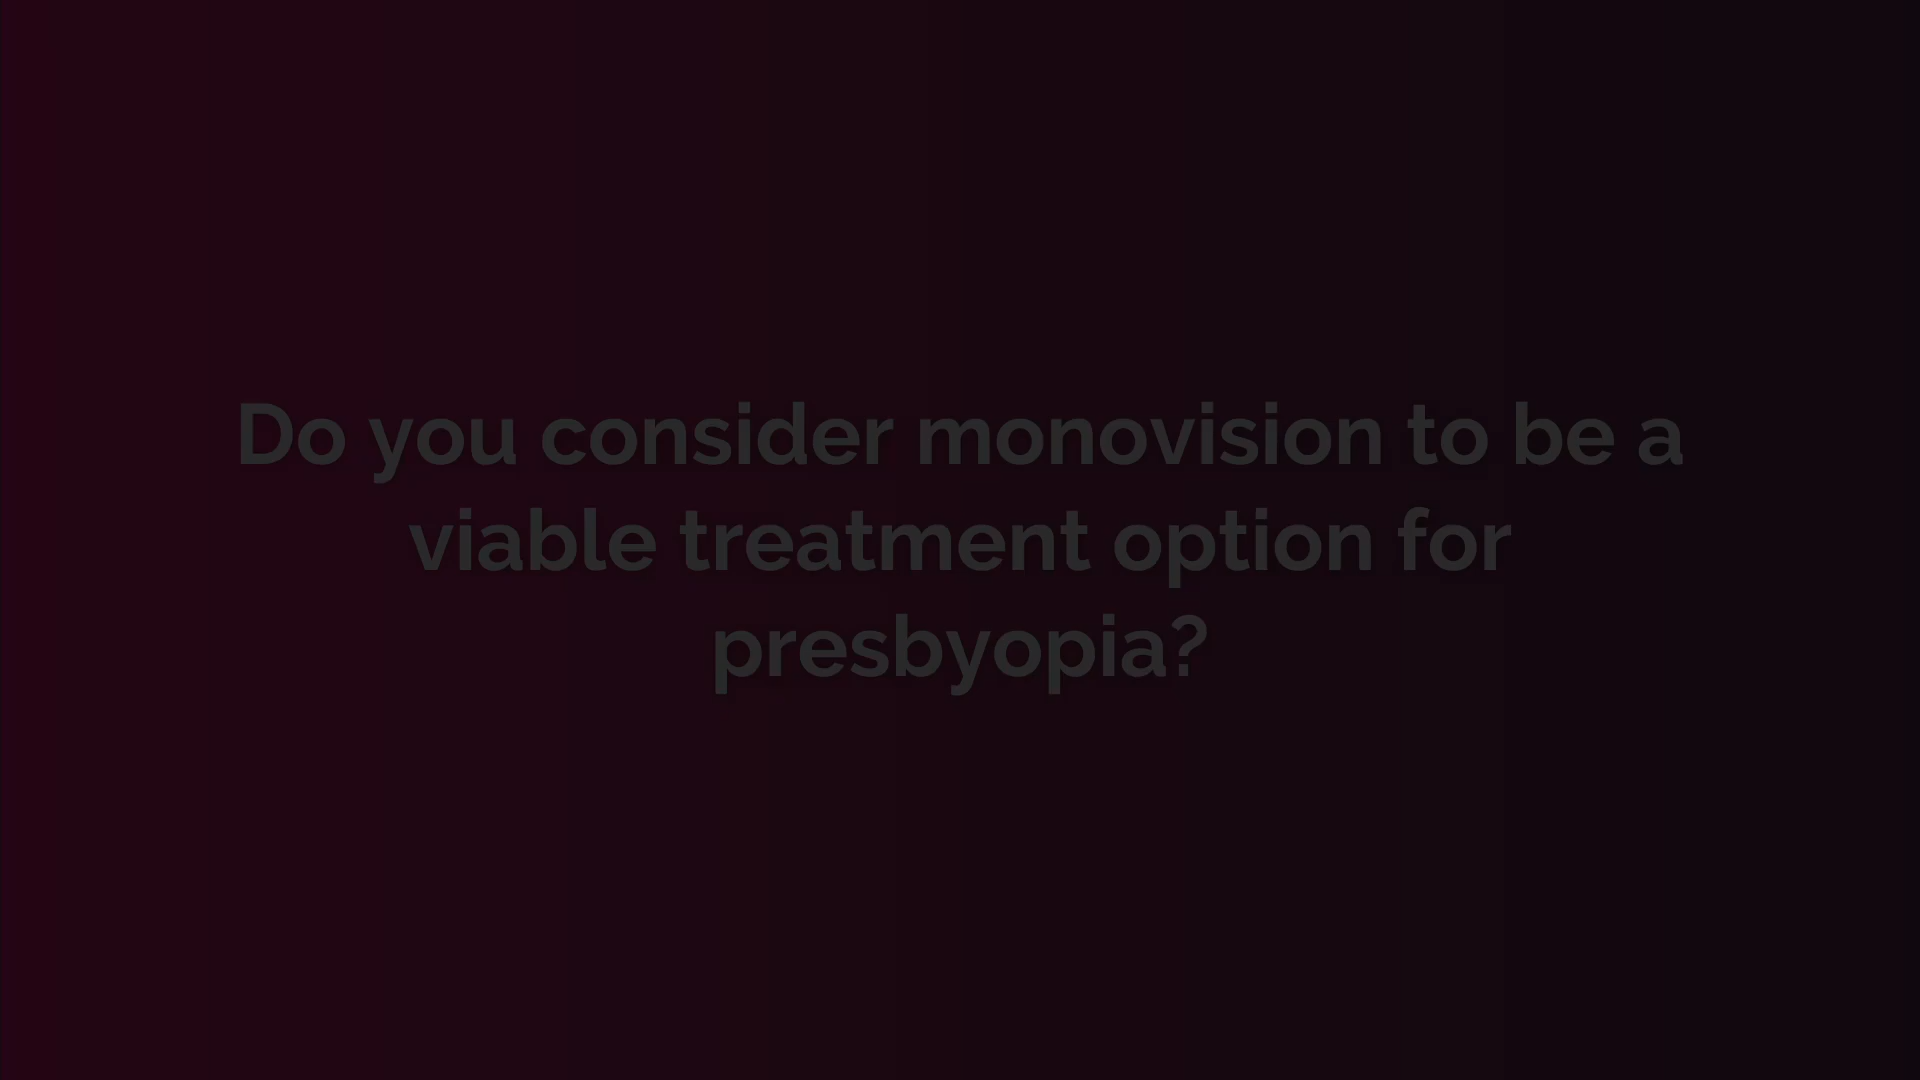 Do you consider monovision to be a
viable treatment option for
presbyopia?